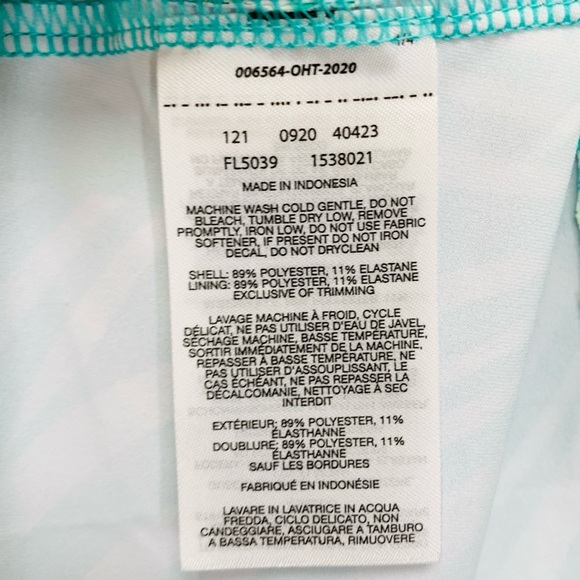 006564-OHT-2020
121 0920 40423
FL5039 1538021
MADE IN INDONESIA
MACHINE WASH COLD GENTLE, DO NOT
BLEACH, TUMBLE DRY LOW, REMOVE
PROMPTLY, IRON LOW, DO NOT USE FABRIC
SOFTENER, IF PRESENT DO NOT IRON
DECAL, DO NOT DRYCLEAN
SHELL: 89% POLYESTER, 11% ELASTANE
LINING: 89% POLYESTER, 11% ELASTANE
EXCLUSIVE OF TRIMMING
LAVAGE MACHINE À FROID, CYCLE
DÉLICAT, NE PAS UTILISER D'EAU DE JAVEL,
SÉCHAGE MACHINE, BASSE TEMPÉRATURE,
SORTIR IMMÉDIATEMENT DE LA MACHINE,
REPASSER À BASSE TEMPÉRATURE, NE
PAS UTILISER D'ASSOUPLISSANT, LE
CAS ÉCHÉANT, NE PAS REPASSER LA
DÉCALCOMANIE, NETTOYAGE À SEC
INTERDIT
EXTÉRIEUR; 89% POLYESTER, 11%
ÉLASTHANNE
DOUBLURE; 89% POLYESTER, 11%
ÉLASTHANNE
SAUF LES BORDURES
FABRIQUÉ EN INDONÉSIE
LAVARE IN LAVATRICE IN ACQUA
FREDDA, CICLO DELICATO, NON
CANDEGGIARE, ASCIUGARE A TAMBURO
A BASSA TEMPERATURA, RIMUOVERE